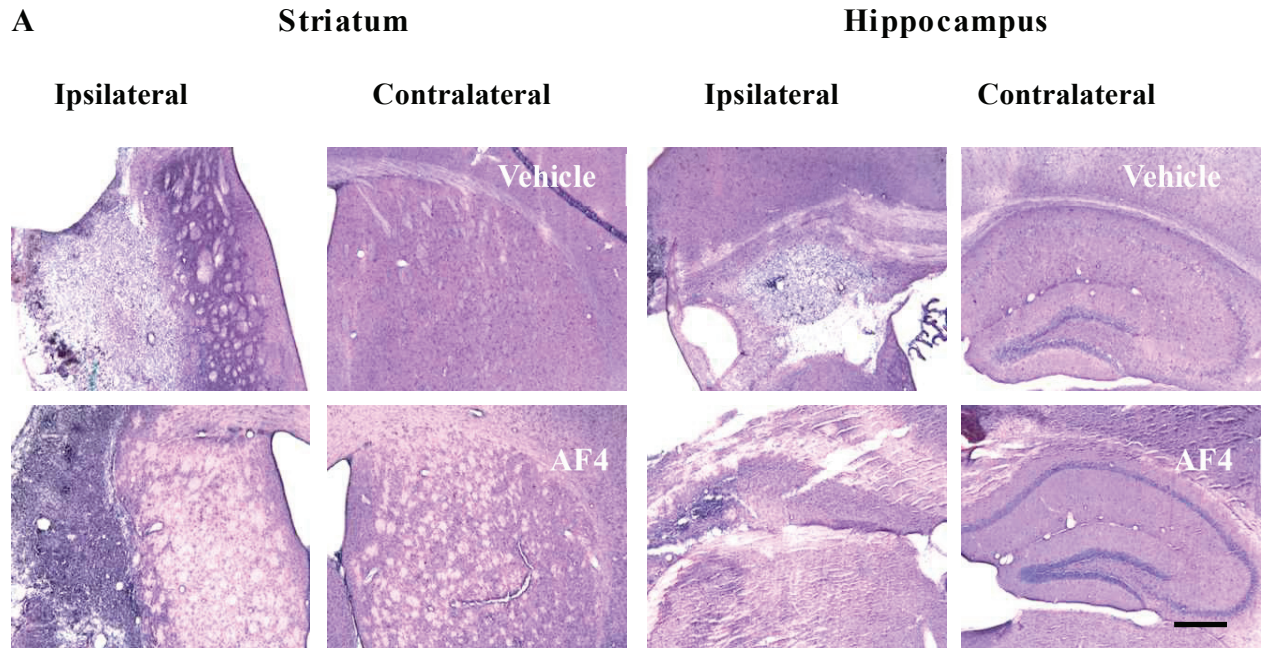 A Striatum Hippocampus
Ipsilateral Contralateral Ipsilateral Contralateral
Vehicle Vehicle
AF4 AF4